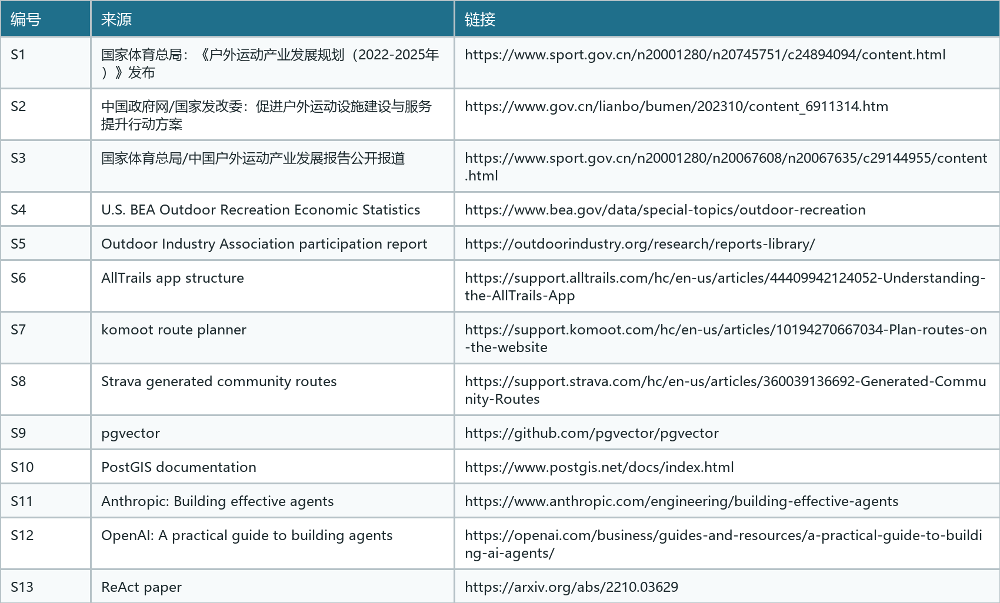 编号 来源 链接
S1 国家体育总局：《户外运动产业发展规划（2022-2025年 https://www.sport.gov.cn/n20001280/n20745751/c24894094/content.html
）》发布
S2 中国政府网/国家发改委：促进户外运动设施建设与服务 https://www.gov.cn/lianbo/bumen/202310/content_6911314.htm
提升行动方案
S3 国家体育总局/中国户外运动产业发展报告公开报道 https://www.sport.gov.cn/n20001280/n20067608/n20067635/c29144955/content
.html
S4 U.S. BEA Outdoor Recreation Economic Statistics https://www.bea.gov/data/special-topics/outdoor-recreation
S5 Outdoor Industry Association participation report https://outdoorindustry.org/research/reports-library/
S6 AllTrails app structure https://support.alltrails.com/hc/en-us/articles/44409942124052-Understanding-
the-AllTrails-App
S7 komoot route planner https://support.komoot.com/hc/en-us/articles/10194270667034-Plan-routes-on
-the-website
S8 Strava generated community routes https://support.strava.com/hc/en-us/articles/360039136692-Generated-Commu
nity-Routes
S9 pgvector https://github.com/pgvector/pgvector
S10 PostGIS documentation https://www.postgis.net/docs/index.html
S11 Anthropic: Building effective agents https://www.anthropic.com/engineering/building-effective-agents
S12 OpenAI: A practical guide to building agents https://openai.com/business/guides-and-resources/a-practical-guide-to-buildi
ng-ai-agents/
S13 ReAct paper https://arxiv.org/abs/2210.03629